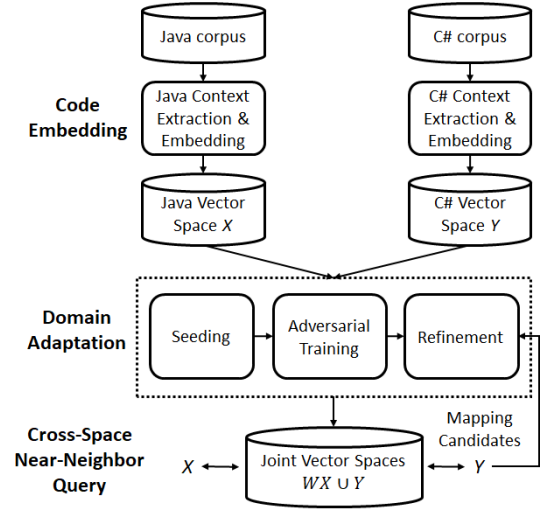 Java corpus
C# corpus
Code
Embedding
Java Context
Extraction &
Embedding
C# Context
Extraction &
Embedding
Java Vector
Space X
C# Vector
Space Y
Domain
Adaptation
Seeding
Adversarial
Training
Refinement
Cross-Space
Near-Neighbor
Query
X
Joint Vector Spaces
WX ∪ Y
Mapping
Candidates
Y